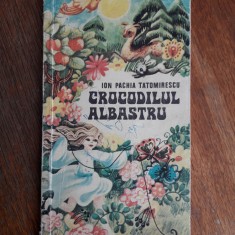 ION PACHIA TATOMIRESCU
CROCODILUL
ALBASTRU